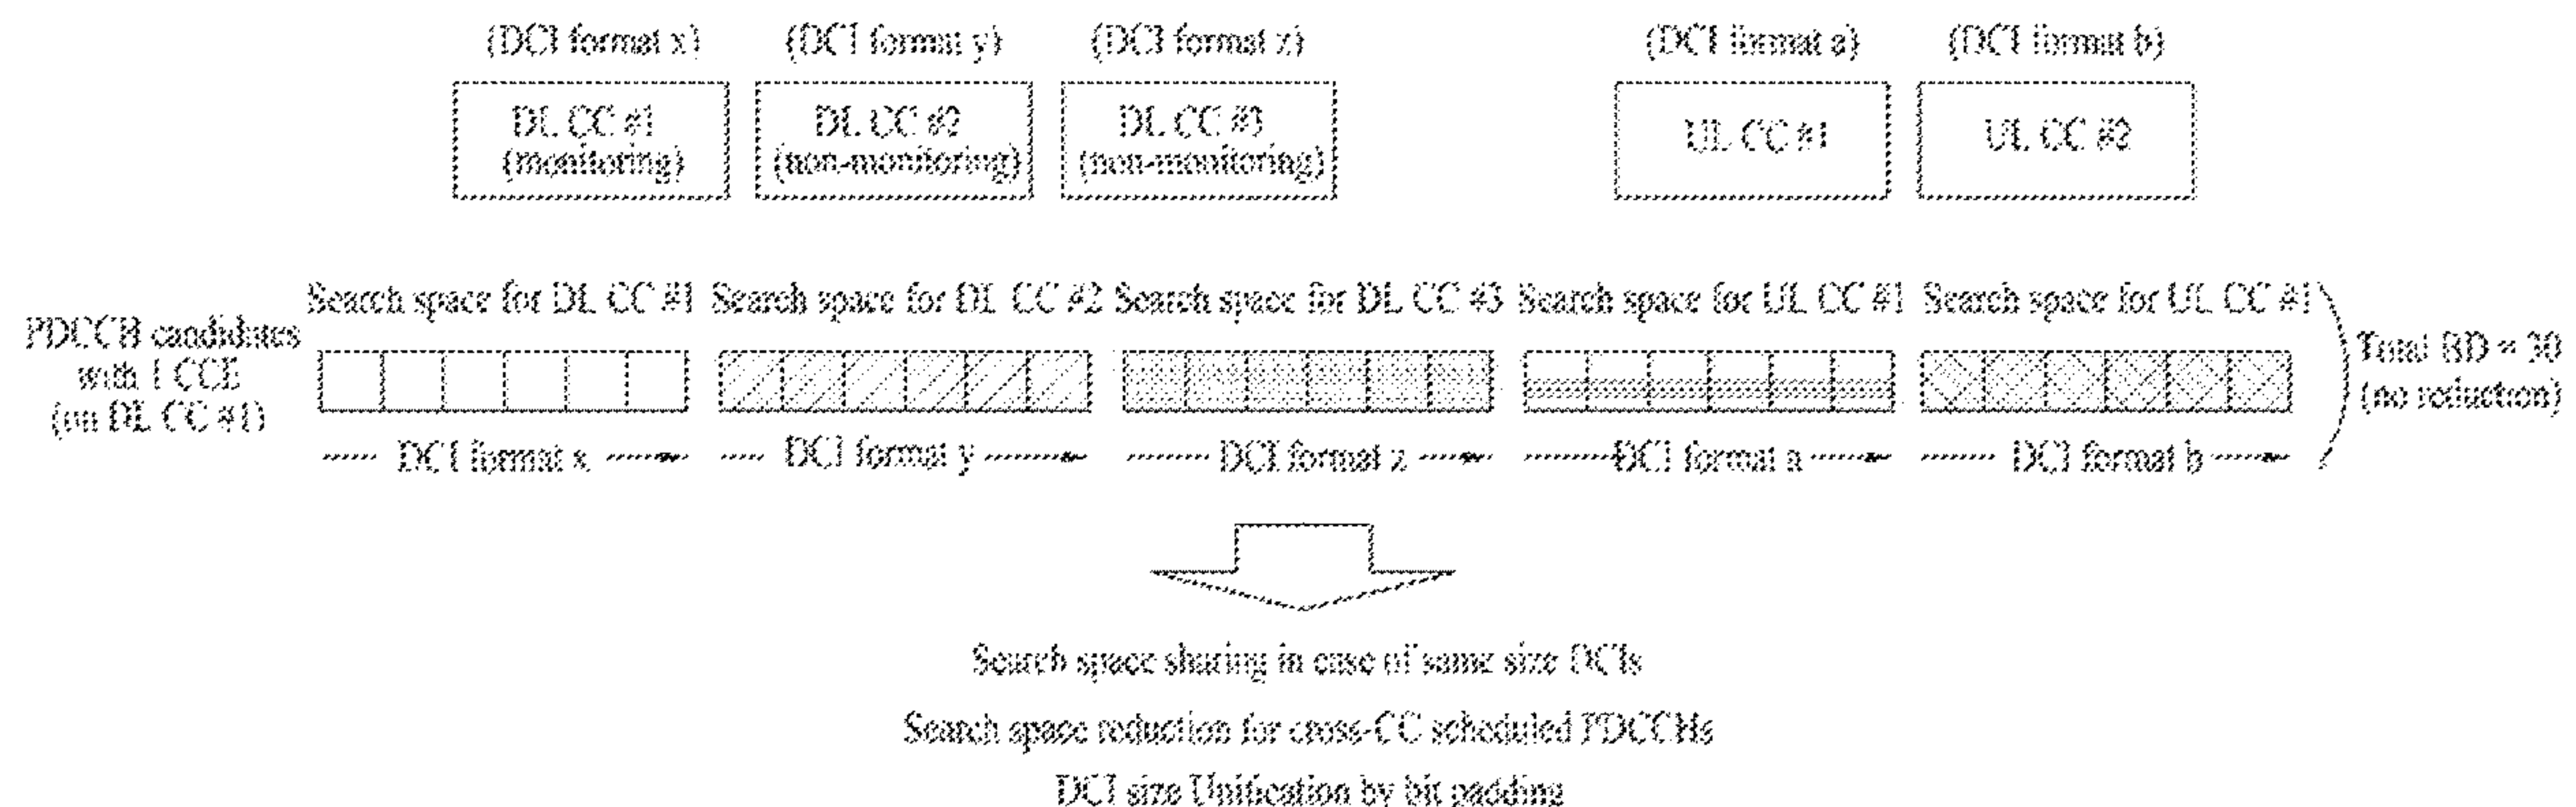 (DCI format x) (DCI format y) (DCI format z) (DCI format a) (DCI format b)
DL CC #1 (monitoring)
DL CC #2 (non-monitoring)
DL CC #3 (non-monitoring)
UL CC #1
UL CC #2
Search space for DL CC #1 Search space for DL CC #2 Search space for DL CC #3 Search space for UL CC #1 Search space for UL CC #1
PDCCH candidates
with 1 CCE
(on DL CC #1)
Total BD = 30
(no reduction)
DCI format x DCI format y DCI format z DCI format a DCI format b
Search space sharing in case of same size DCIs
Search space reduction for cross-CC scheduled PDCCHs
DCI size Unification by bit padding